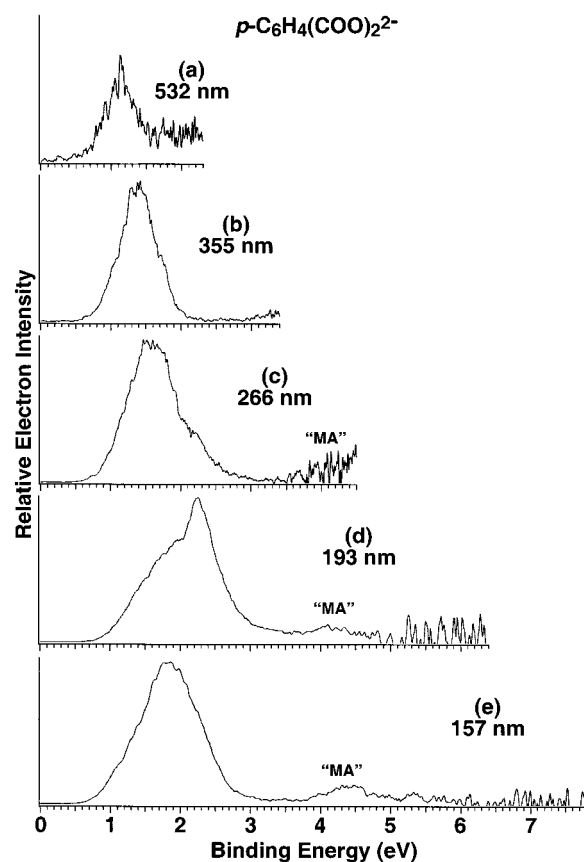 p-C6H4(COO)2²⁻
(a)
532 nm
(b)
355 nm
(c)
266 nm
“MA”
(d)
193 nm
“MA”
(e)
157 nm
“MA”
Relative Electron Intensity
0 1 2 3 4 5 6 7
Binding Energy (eV)